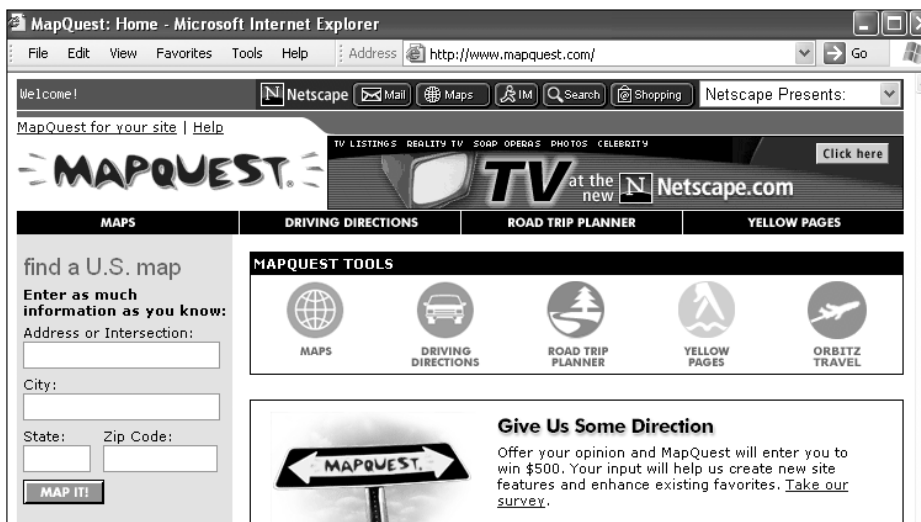 MapQuest: Home - Microsoft Internet Explorer
File Edit View Favorites Tools Help Address http://www.mapquest.com/ Go
Welcome! N Netscape Mail Maps IM Search Shopping Netscape Presents:
MapQuest for your site | Help
TV LISTINGS REALITY TV SOAP OPERAS PHOTOS CELEBRITY
MAPQUEST.
TV at the new N Netscape.com
Click here
MAPS DRIVING DIRECTIONS ROAD TRIP PLANNER YELLOW PAGES
find a U.S. map
Enter as much
information as you know:
Address or Intersection:
City:
State: Zip Code:
MAP IT!
MAPQUEST TOOLS
MAPS
DRIVING
DIRECTIONS
ROAD TRIP
PLANNER
YELLOW
PAGES
ORBITZ
TRAVEL
MAPQUEST.
Give Us Some Direction
Offer your opinion and MapQuest will enter you to
win $500. Your input will help us create new site
features and enhance existing favorites. Take our
survey.